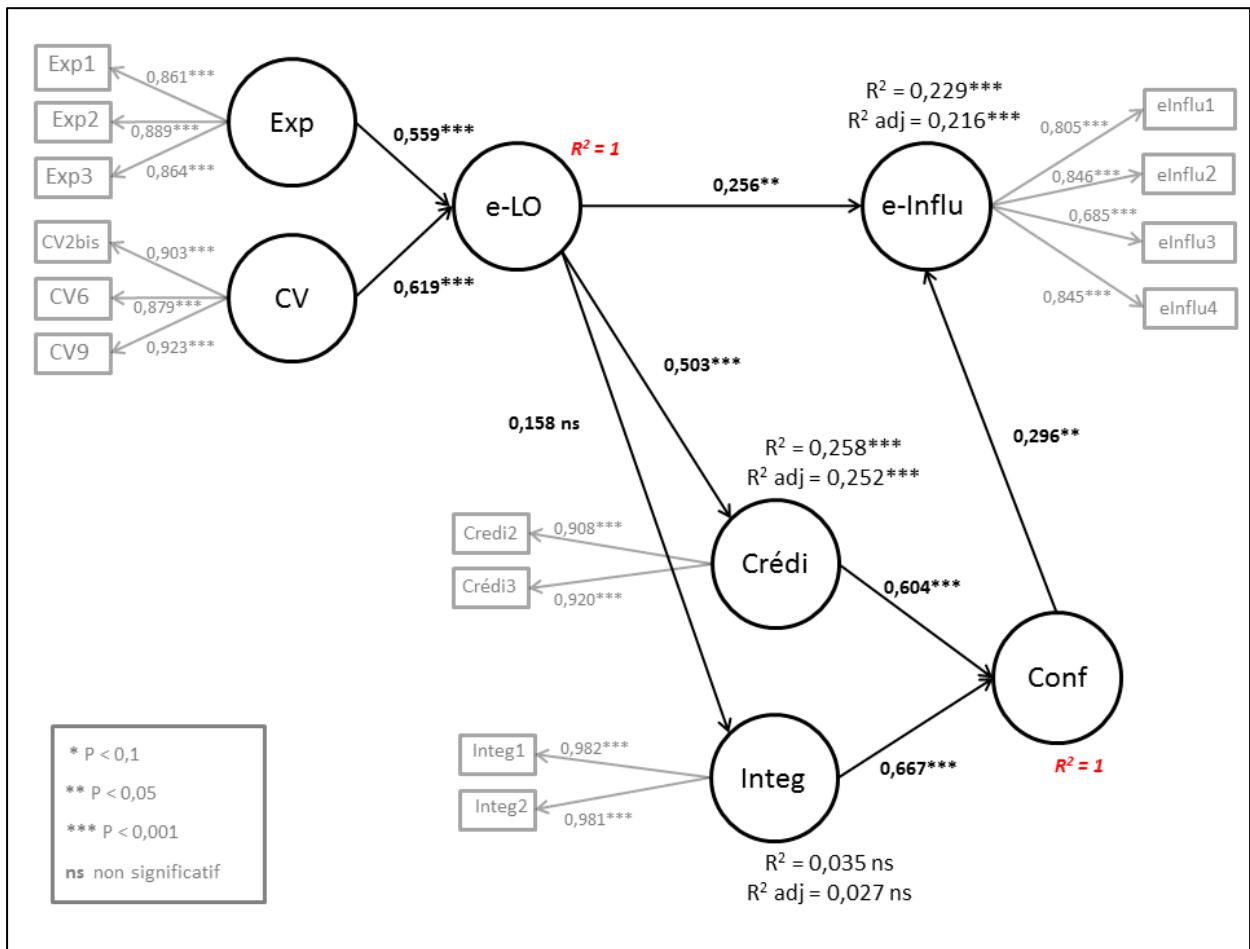 Exp1
0,861***
Exp2
0,889***
Exp3
0,864***
Exp
0,559***
CV2bis
0,903***
CV6
0,879***
CV9
0,923***
CV
0,619***
R² = 1
e-LO
0,256**
R² = 0,229***
R² adj = 0,216***
e-Influ
0,805***
eInflu1
0,846***
eInflu2
0,685***
eInflu3
0,845***
eInflu4
0,503***
0,158 ns
0,296**
R² = 0,258***
R² adj = 0,252***
Credi2
0,908***
Crédi3
0,920***
Crédi
0,604***
Conf
R² = 1
Integ1
0,982***
Integ2
0,981***
Integ
0,667***
R² = 0,035 ns
R² adj = 0,027 ns
* P < 0,1
** P < 0,05
*** P < 0,001
ns non significatif